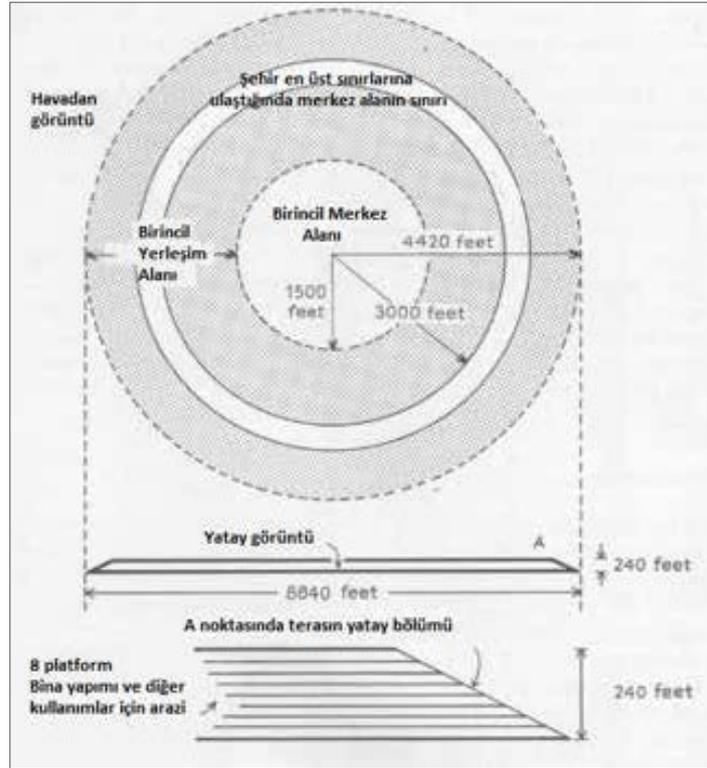 Şehir en üst sınırlarına
ulaştığında merkez alanın sınırı
Havadan
görüntü
Birincil Merkez
Alanı
Birincil
Yerleşim
Alanı
4420 feet
1500
feet
3000 feet
Yatay görüntü
A
240 feet
8840 feet
A noktasında terasın yatay bölümü
8 platform
Bina yapımı ve diğer
kullanımlar için arazi
240 feet